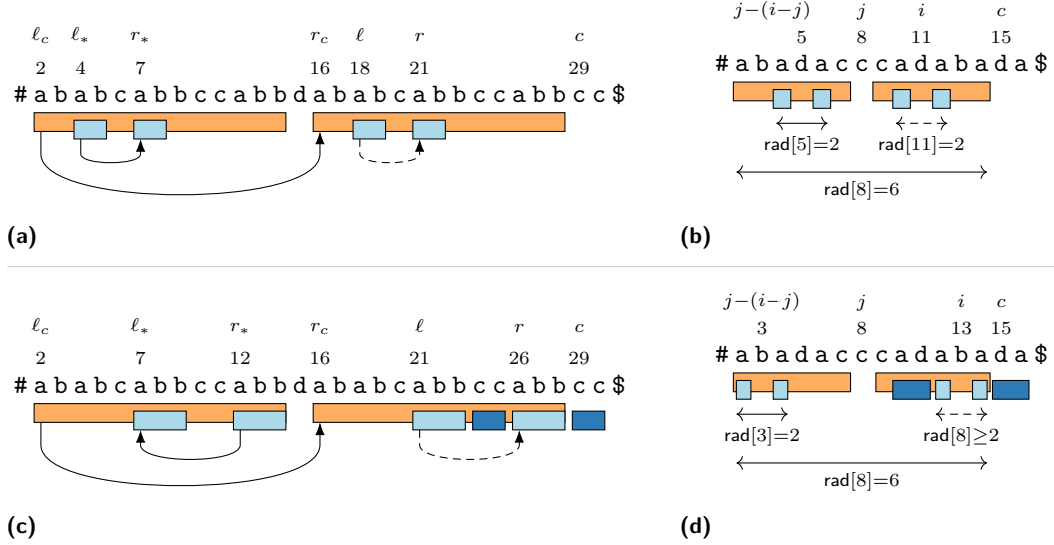 ℓc ℓ* r* rc ℓ r c
2 4 7 16 18 21 29
#ababcabbccabbdababcabbccabbcc$
(a)
j−(i−j) j i c
5 8 11 15
#abadacccadabada$
rad[5]=2 rad[11]=2
rad[8]=6
(b)
ℓc ℓ* r* rc ℓ r c
2 7 12 16 21 26 29
#ababcabbccabbdababcabbccabbcc$
(c)
j−(i−j) j i c
3 8 13 15
#abadacccadabada$
rad[3]=2 rad[8]≥2
rad[8]=6
(d)